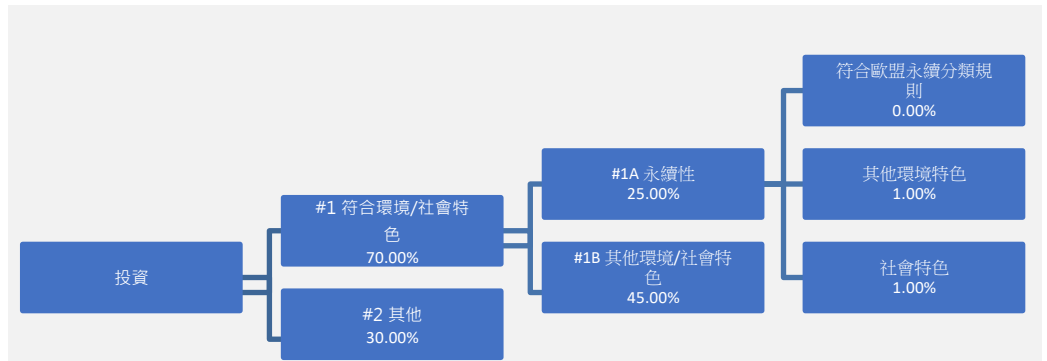 投資
#1 符合環境/社會特
色
70.00%
#2 其他
30.00%
#1A 永續性
25.00%
#1B 其他環境/社會特
色
45.00%
符合歐盟永續分類規
則
0.00%
其他環境特色
1.00%
社會特色
1.00%